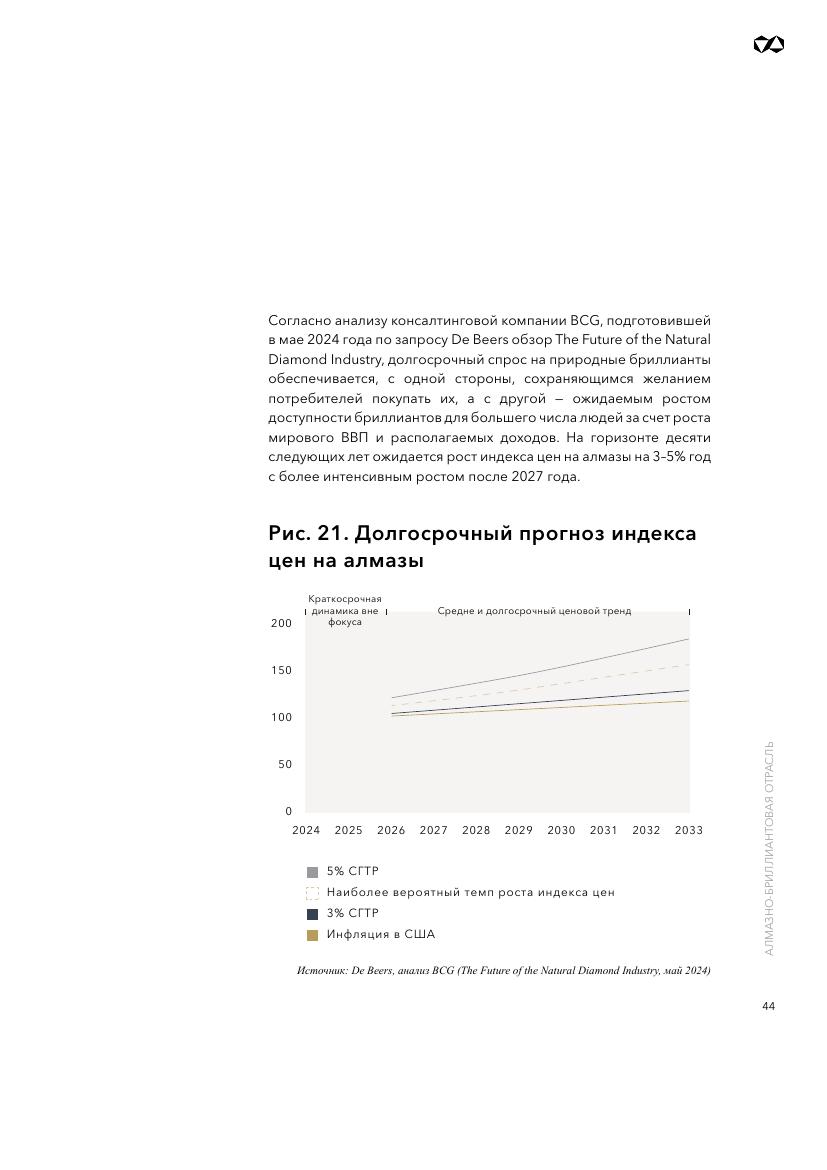 Согласно анализу консалтинговой компании BCG, подготовившей
в мае 2024 года по запросу De Beers обзор The Future of the Natural
Diamond Industry, долгосрочный спрос на природные бриллианты
обеспечивается, с одной стороны, сохраняющимся желанием
потребителей покупать их, а с другой — ожидаемым ростом
доступности бриллиантов для большего числа людей за счет роста
мирового ВВП и располагаемых доходов. На горизонте десяти
следующих лет ожидается рост индекса цен на алмазы на 3–5% год
с более интенсивным ростом после 2027 года.
Рис. 21. Долгосрочный прогноз индекса
цен на алмазы
Краткосрочная
динамика вне
фокуса
Средне и долгосрочный ценовой тренд
200
150
100
50
0
2024 2025 2026 2027 2028 2029 2030 2031 2032 2033
5% СГТР
Наиболее вероятный темп роста индекса цен
3% СГТР
Инфляция в США
Источник: De Beers, анализ BCG (The Future of the Natural Diamond Industry, май 2024)
АЛМАЗНО-БРИЛЛИАНТОВАЯ ОТРАСЛЬ
44